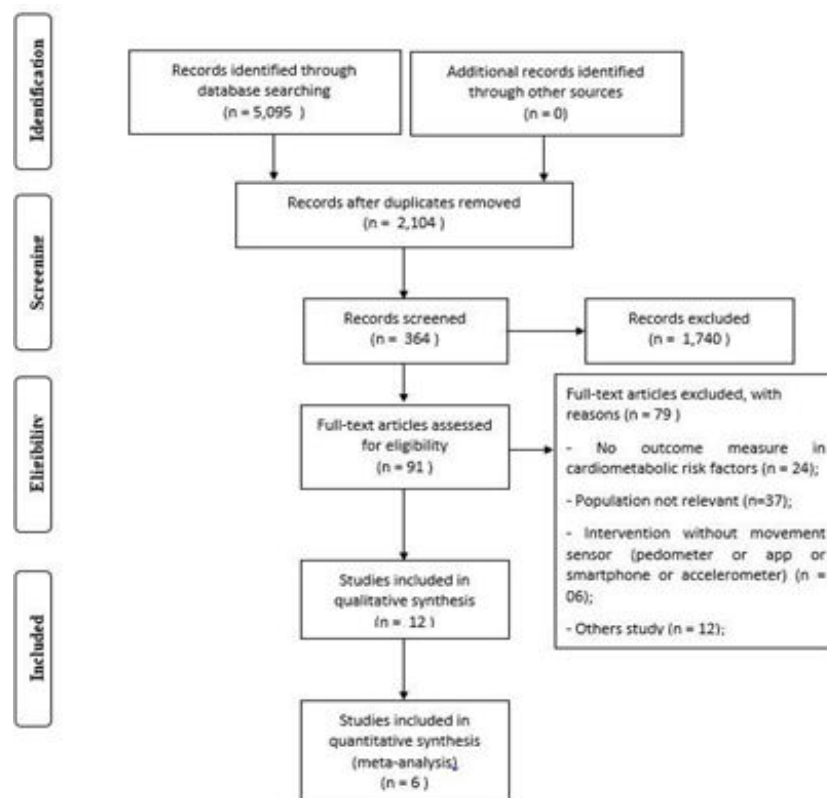 Identification
Records identified through
database searching
(n = 5,095 )
Additional records identified
through other sources
(n = 0)
Screening
Records after duplicates removed
(n = 2,104 )
Records screened
(n = 364 )
Records excluded
(n = 1,740 )
Eligibility
Full-text articles assessed
for eligibility
(n = 91 )
Full-text articles excluded, with
reasons (n = 79 )
- No outcome measure in
cardiometabolic risk factors (n = 24);
- Population not relevant (n=37);
- Intervention without movement
sensor (pedometer or app or
smartphone or accelerometer) (n =
06);
- Others study (n = 12);
Included
Studies included in
qualitative synthesis
(n = 12 )
Studies included in
quantitative synthesis
(meta-analysis)
(n = 6 )